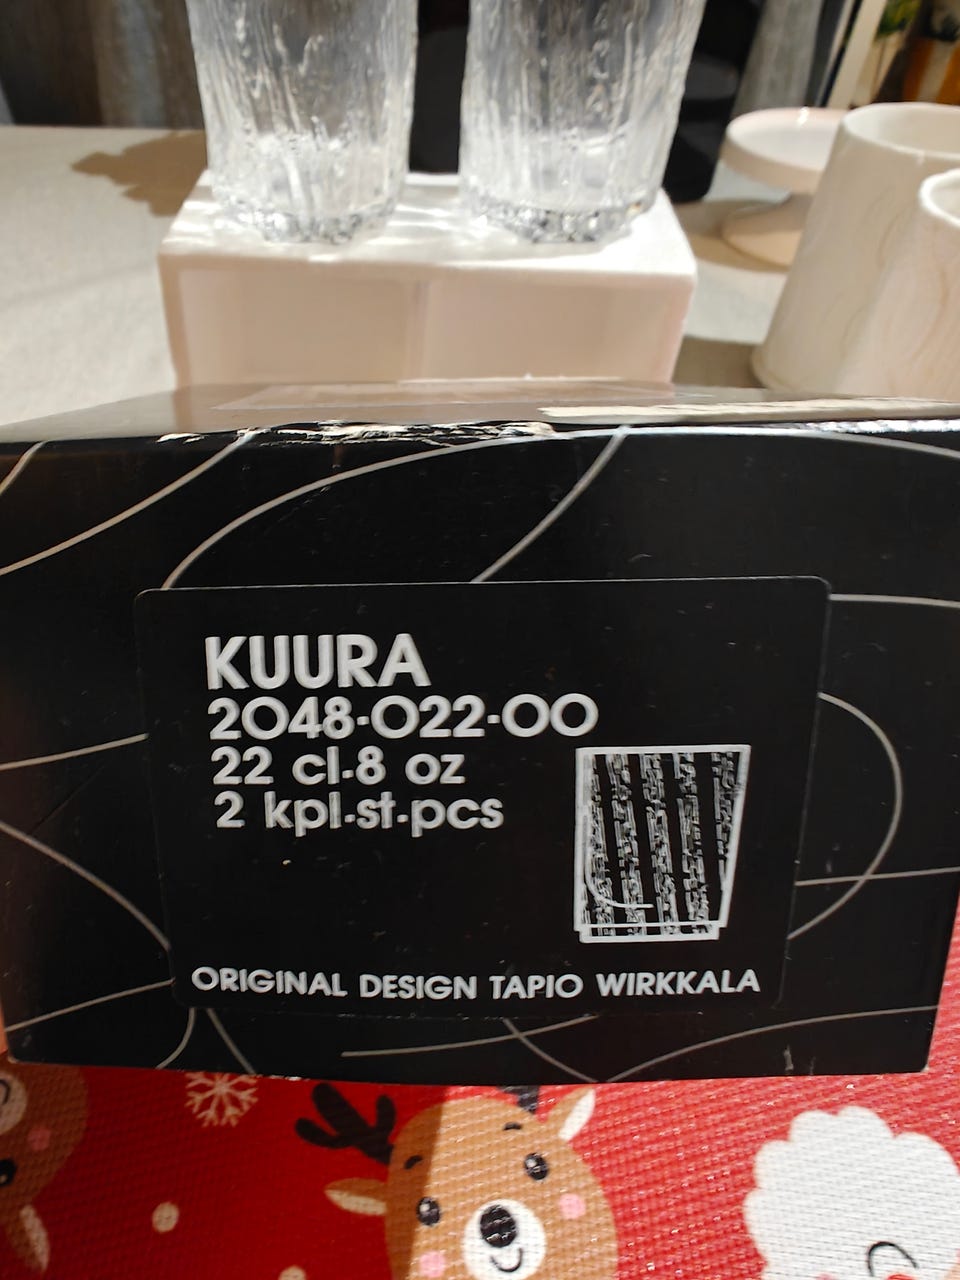 KUURA
2048-022-00
22 cl-8 oz
2 kpl-st-pcs
ORIGINAL DESIGN TAPIO WIRKKALA